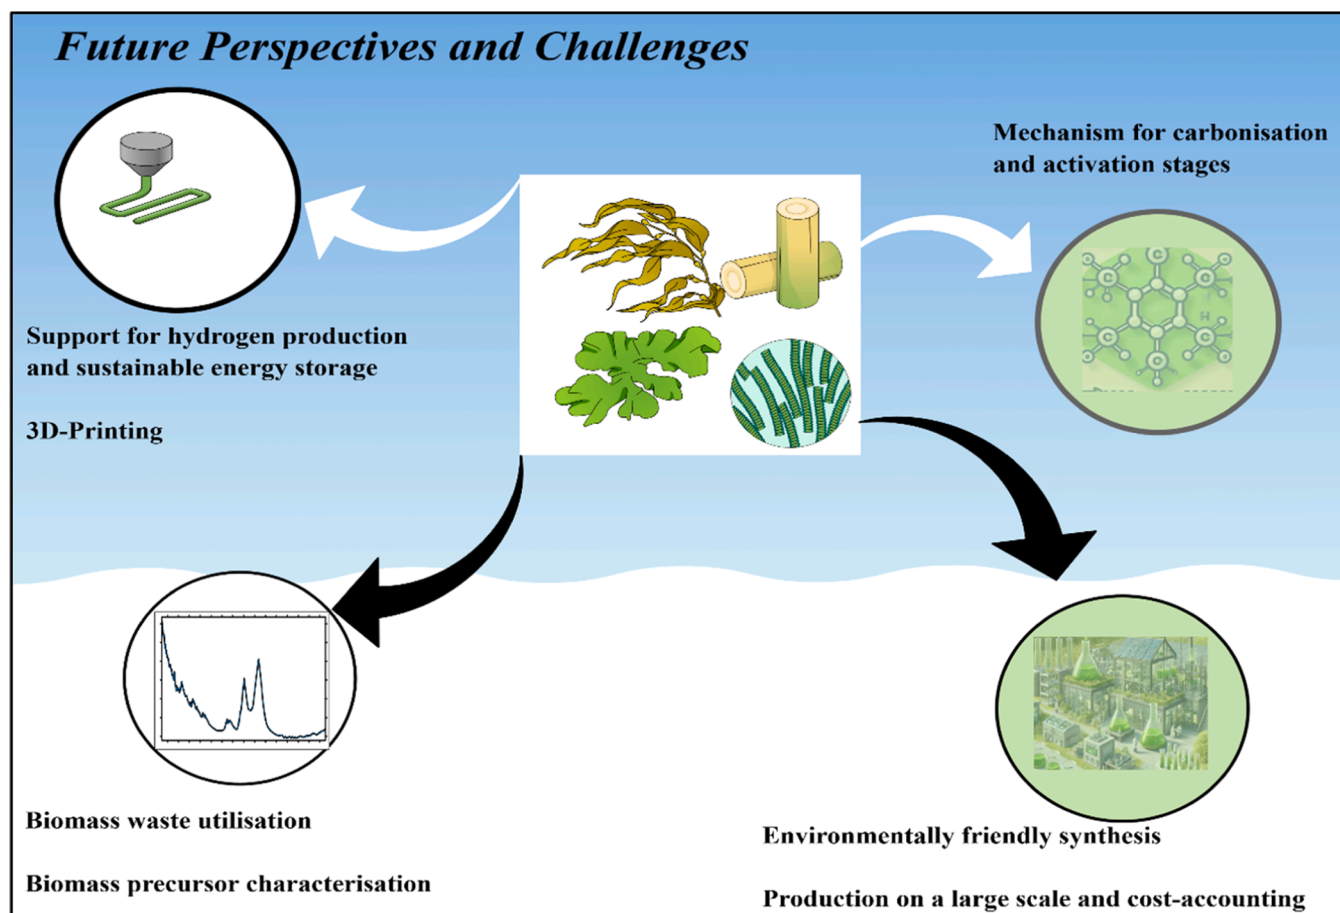 Future Perspectives and Challenges
Mechanism for carbonisation
and activation stages
Support for hydrogen production
and sustainable energy storage
3D-Printing
C
C
C
H
C
C
C
Biomass waste utilisation
Biomass precursor characterisation
Environmentally friendly synthesis
Production on a large scale and cost-accounting